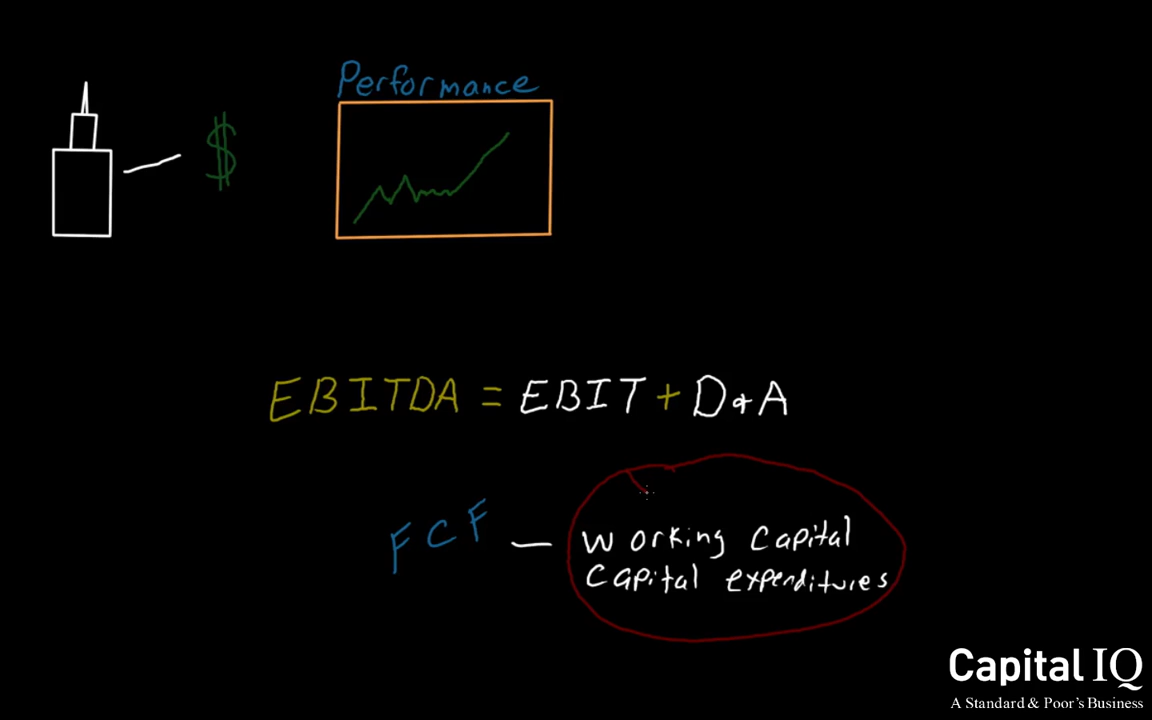 Performance
$
EBITDA = EBIT + D&A
FCF — Working Capital
Capital expenditures
Capital IQ
A Standard & Poor's Business